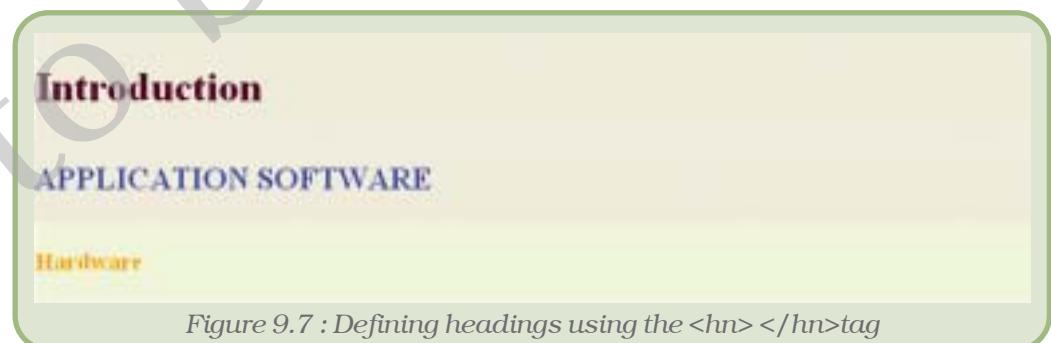 Introduction
APPLICATION SOFTWARE
Hardware
Figure 9.7 : Defining headings using the <hn> </hn>tag